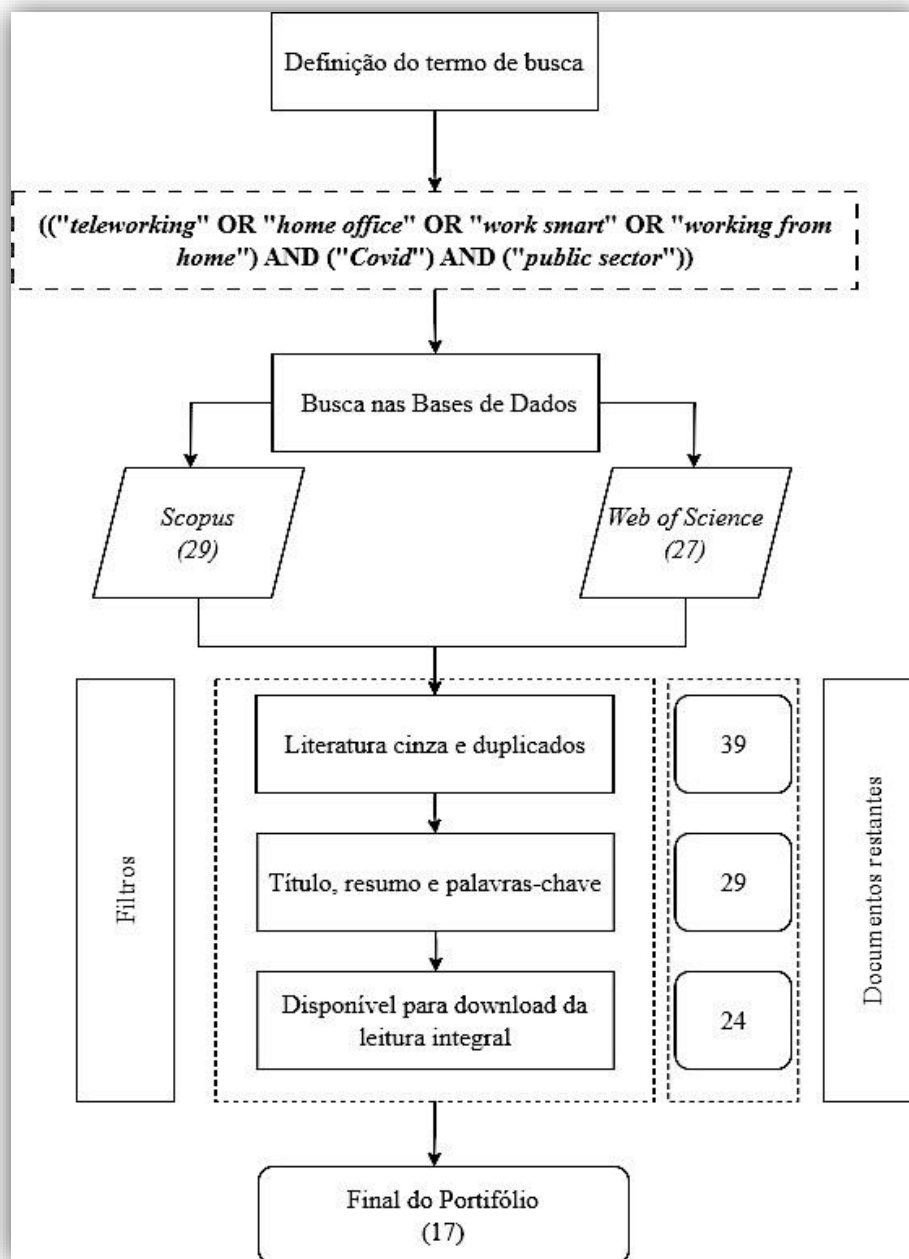 Definição do termo de busca
(("teleworking" OR "home office" OR "work smart" OR "working from
home") AND ("Covid") AND ("public sector"))
Busca nas Bases de Dados
Scopus
(29)
Web of Science
(27)
Filtros
Literatura cinza e duplicados
39
Título, resumo e palavras-chave
29
Disponível para download da
leitura integral
24
Documentos restantes
Final do Portifólio
(17)